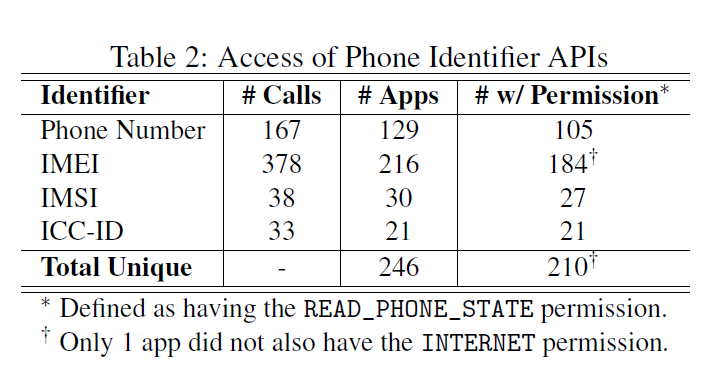 Table 2: Access of Phone Identifier APIs
Identifier # Calls # Apps # w/ Permission*
Phone Number 167 129 105
IMEI 378 216 184†
IMSI 38 30 27
ICC-ID 33 21 21
Total Unique - 246 210†
* Defined as having the READ_PHONE_STATE permission.
† Only 1 app did not also have the INTERNET permission.